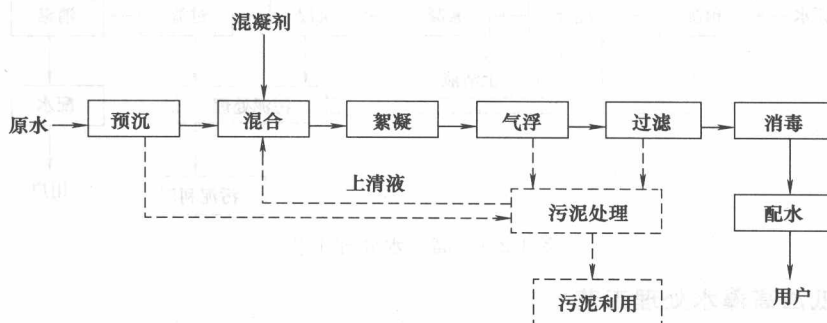 混凝剂
原水
预沉
混合
絮凝
气浮
过滤
消毒
上清液
污泥处理
配水
污泥利用
用户